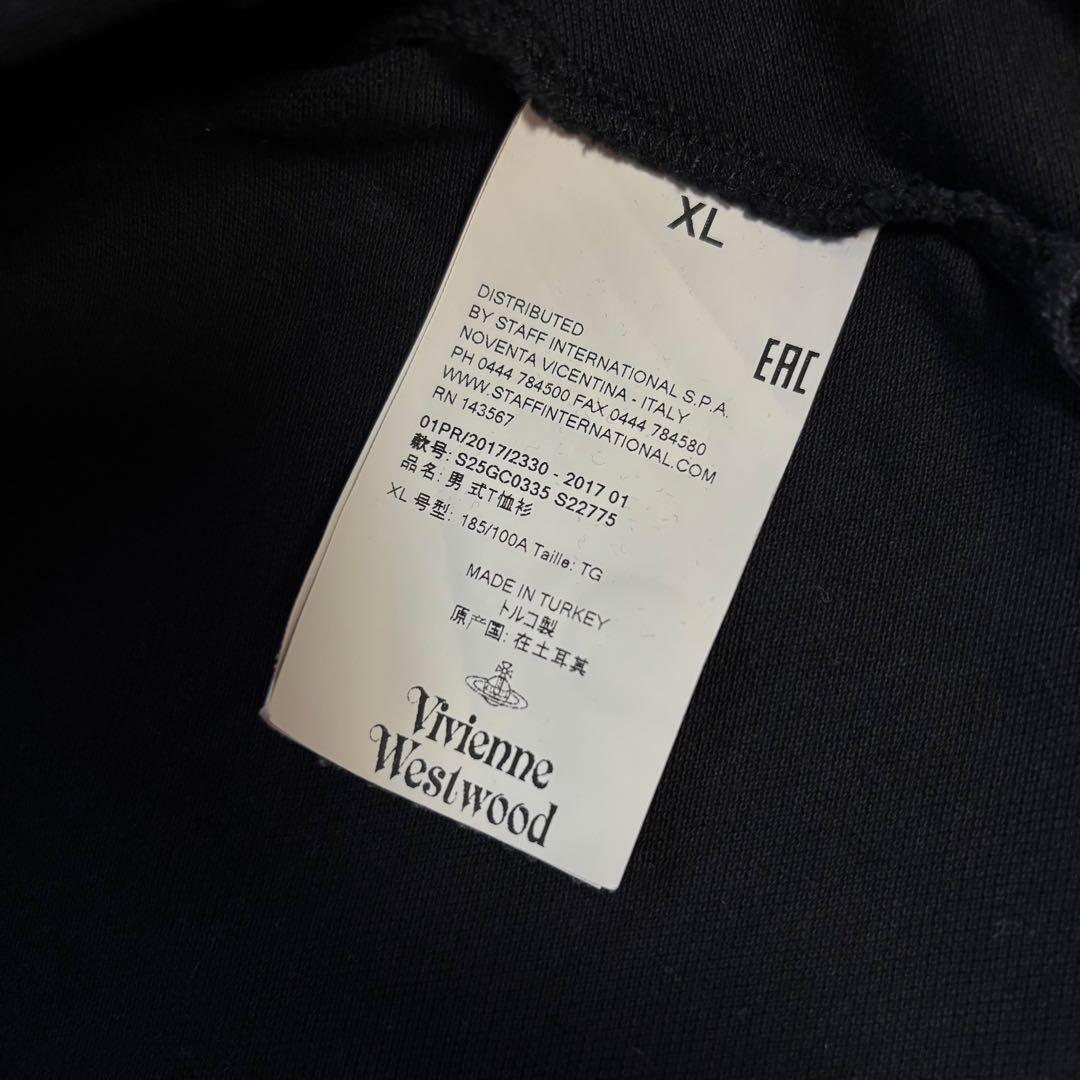 XL
EAC
DISTRIBUTED
BY STAFF INTERNATIONAL S.P.A.
NOVENTA VICENTINA - ITALY
PH 0444 784500 FAX 0444 784580
WWW.STAFFINTERNATIONAL.COM
RN 143567
01PR/2017/2330 - 2017 01
款号: S25GC0335 S22775
品名: 男 式T恤衫
XL 号型: 185/100A Taille: TG
MADE IN TURKEY
トルコ製
原产国: 在土耳其
Vivienne
Westwood